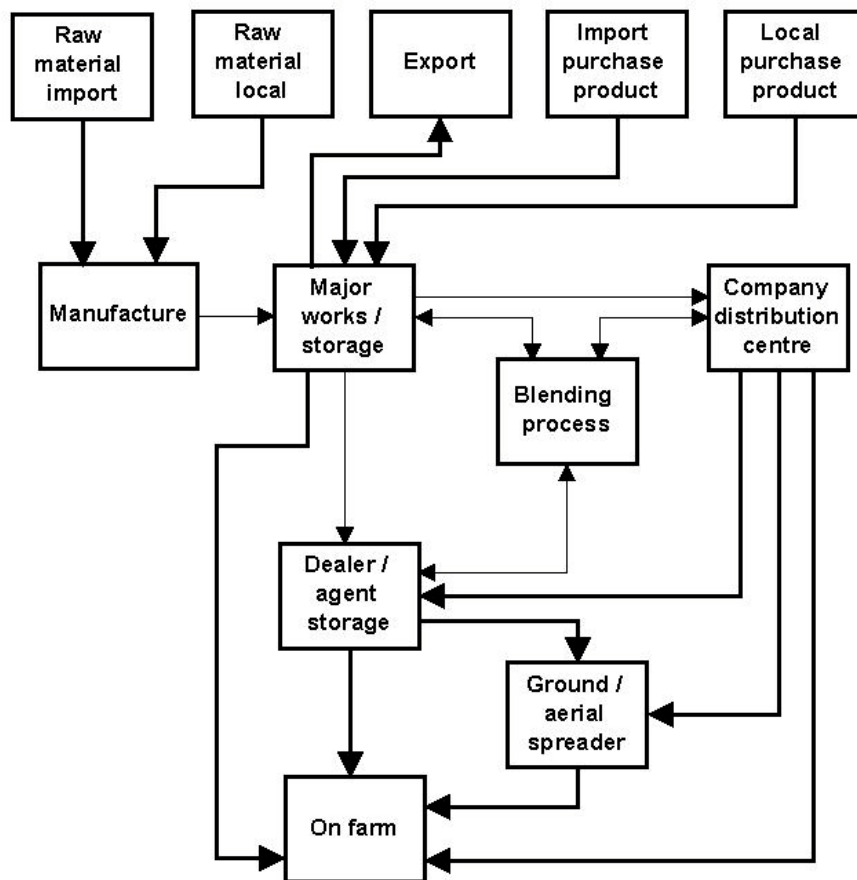 Raw
material
import
Raw
material
local
Export
Import
purchase
product
Local
purchase
product
Manufacture
Major
works /
storage
Company
distribution
centre
Blending
process
Dealer /
agent
storage
Ground /
aerial
spreader
On farm